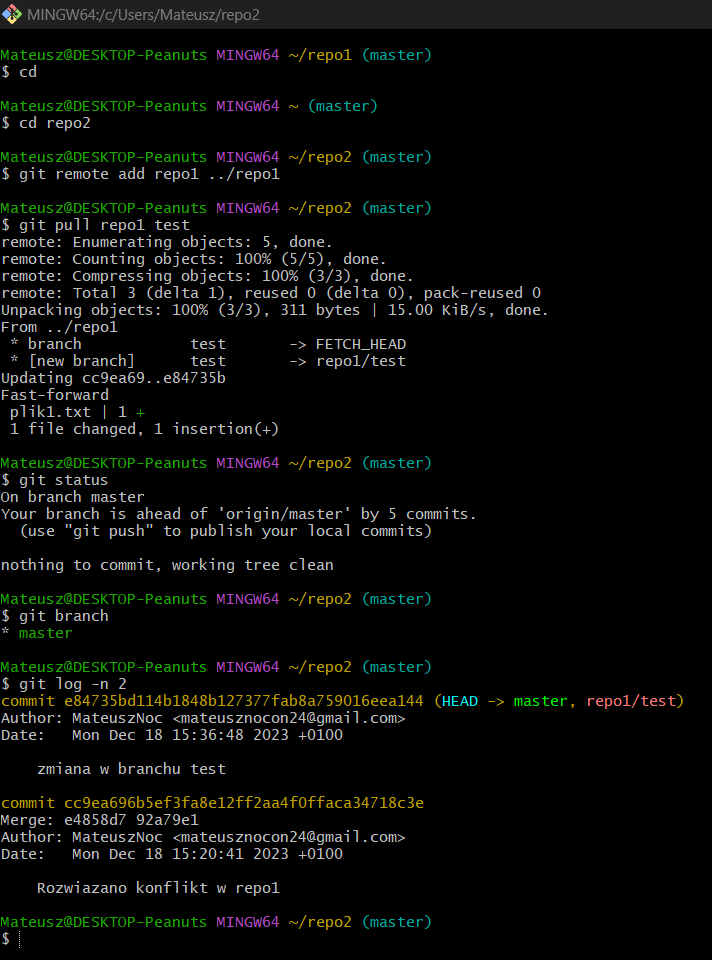 MINGW64:/c/Users/Mateusz/repo2
Mateusz@DESKTOP-Peanuts MINGW64 ~/repo1 (master)
$ cd
Mateusz@DESKTOP-Peanuts MINGW64 ~ (master)
$ cd repo2
Mateusz@DESKTOP-Peanuts MINGW64 ~/repo2 (master)
$ git remote add repo1 ../repo1
Mateusz@DESKTOP-Peanuts MINGW64 ~/repo2 (master)
$ git pull repo1 test
remote: Enumerating objects: 5, done.
remote: Counting objects: 100% (5/5), done.
remote: Compressing objects: 100% (3/3), done.
remote: Total 3 (delta 1), reused 0 (delta 0), pack-reused 0
Unpacking objects: 100% (3/3), 311 bytes | 15.00 KiB/s, done.
From ../repo1
 * branch            test       -> FETCH_HEAD
 * [new branch]      test       -> repo1/test
Updating cc9ea69..e84735b
Fast-forward
 plik1.txt | 1 +
 1 file changed, 1 insertion(+)
Mateusz@DESKTOP-Peanuts MINGW64 ~/repo2 (master)
$ git status
On branch master
Your branch is ahead of 'origin/master' by 5 commits.
  (use "git push" to publish your local commits)
nothing to commit, working tree clean
Mateusz@DESKTOP-Peanuts MINGW64 ~/repo2 (master)
$ git branch
* master
Mateusz@DESKTOP-Peanuts MINGW64 ~/repo2 (master)
$ git log -n 2
commit e84735bd114b1848b127377fab8a759016eea144 (HEAD -> master, repo1/test)
Author: MateuszNoc <mateusznocon24@gmail.com>
Date:   Mon Dec 18 15:36:48 2023 +0100
    zmiana w branchu test
commit cc9ea696b5ef3fa8e12ff2aa4f0ffaca34718c3e
Merge: e4858d7 92a79e1
Author: MateuszNoc <mateusznocon24@gmail.com>
Date:   Mon Dec 18 15:20:41 2023 +0100
    Rozwiazano konflikt w repo1
Mateusz@DESKTOP-Peanuts MINGW64 ~/repo2 (master)
$